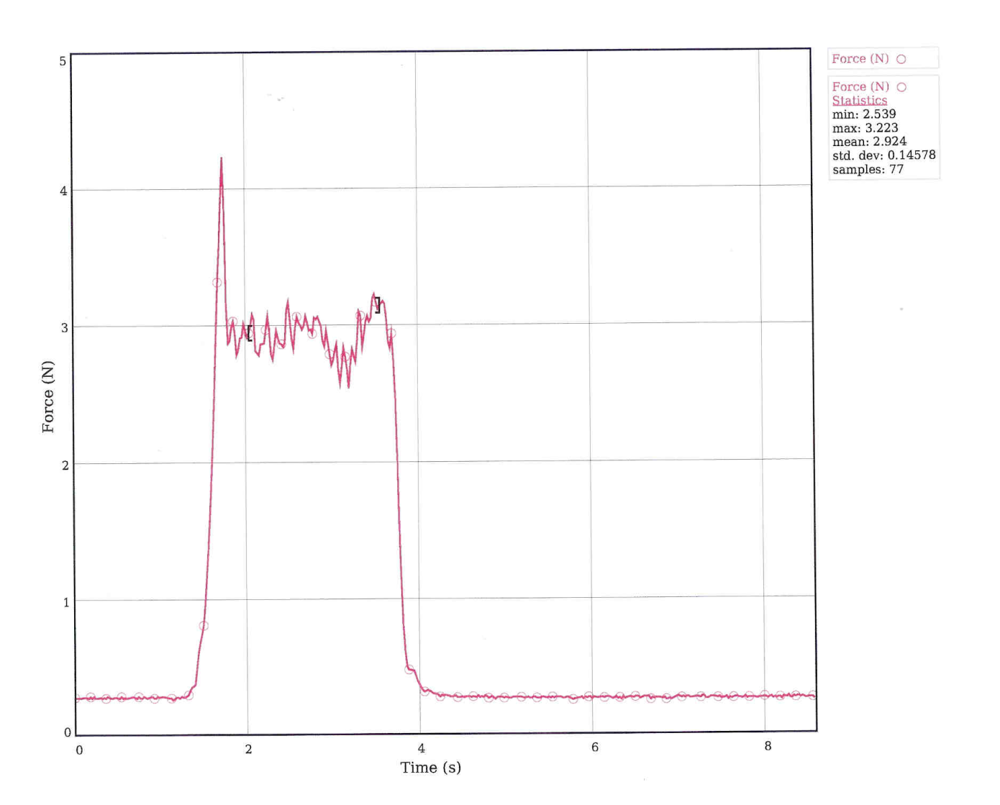 Force (N)
Force (N)
Statistics
min: 2.539
max: 3.223
mean: 2.924
std. dev: 0.14578
samples: 77
5
4
3
2
1
0
Force (N)
0 2 4 6 8
Time (s)